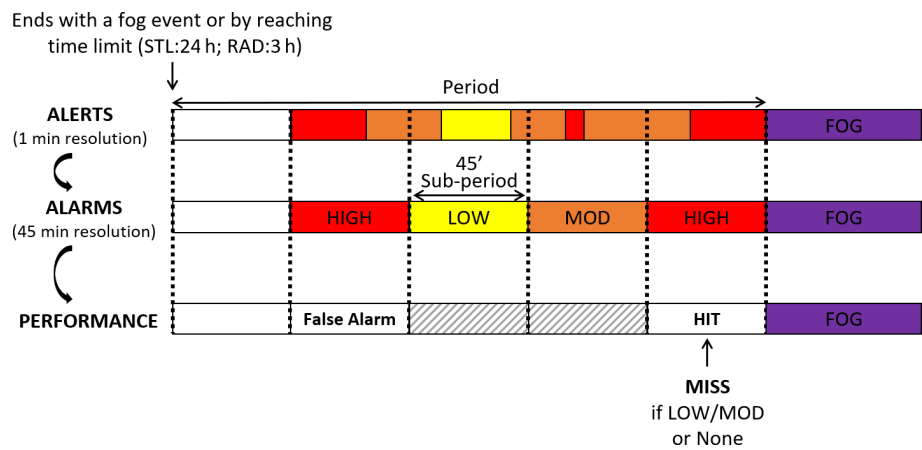 Ends with a fog event or by reaching
time limit (STL:24 h; RAD:3 h)
Period
ALERTS
(1 min resolution)
FOG
45’
Sub-period
ALARMS
(45 min resolution)
HIGH
LOW
MOD
HIGH
FOG
PERFORMANCE
False Alarm
HIT
FOG
MISS
if LOW/MOD
or None